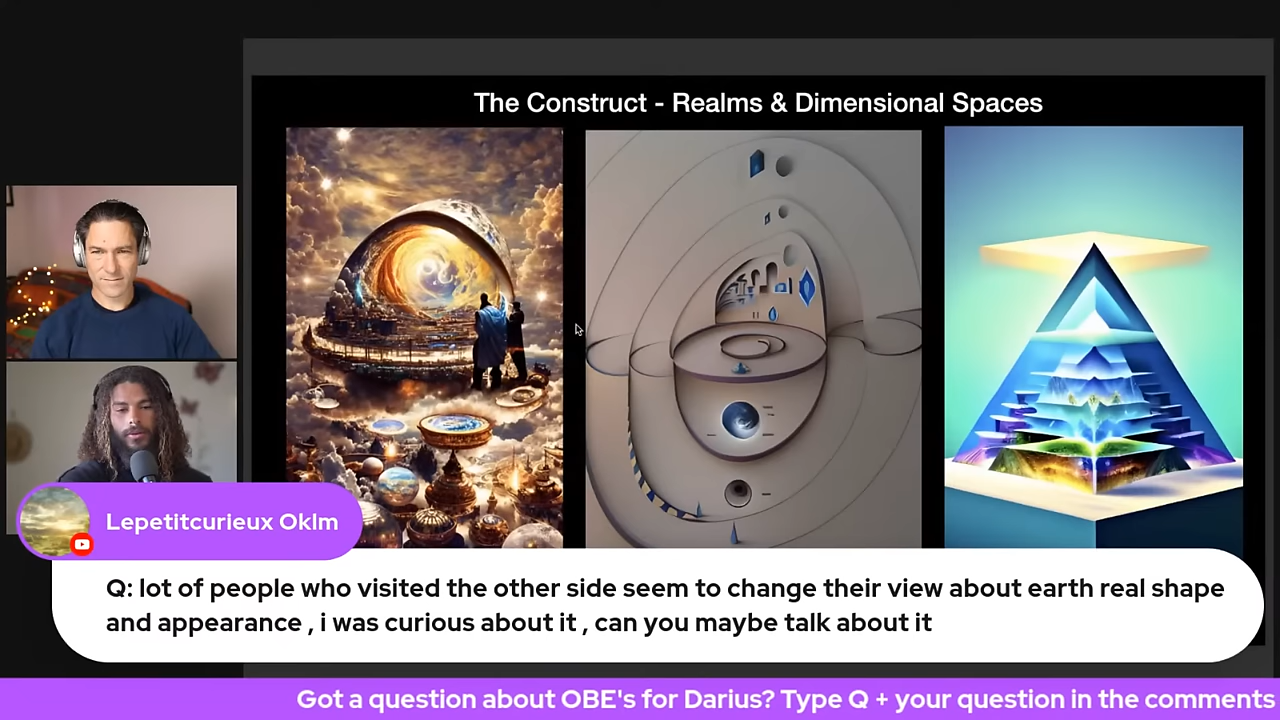 The Construct - Realms & Dimensional Spaces
Lepetitcurieux Oklm
Q: lot of people who visited the other side seem to change their view about earth real shape
and appearance , i was curious about it , can you maybe talk about it
Got a question about OBE's for Darius? Type Q + your question in the comments